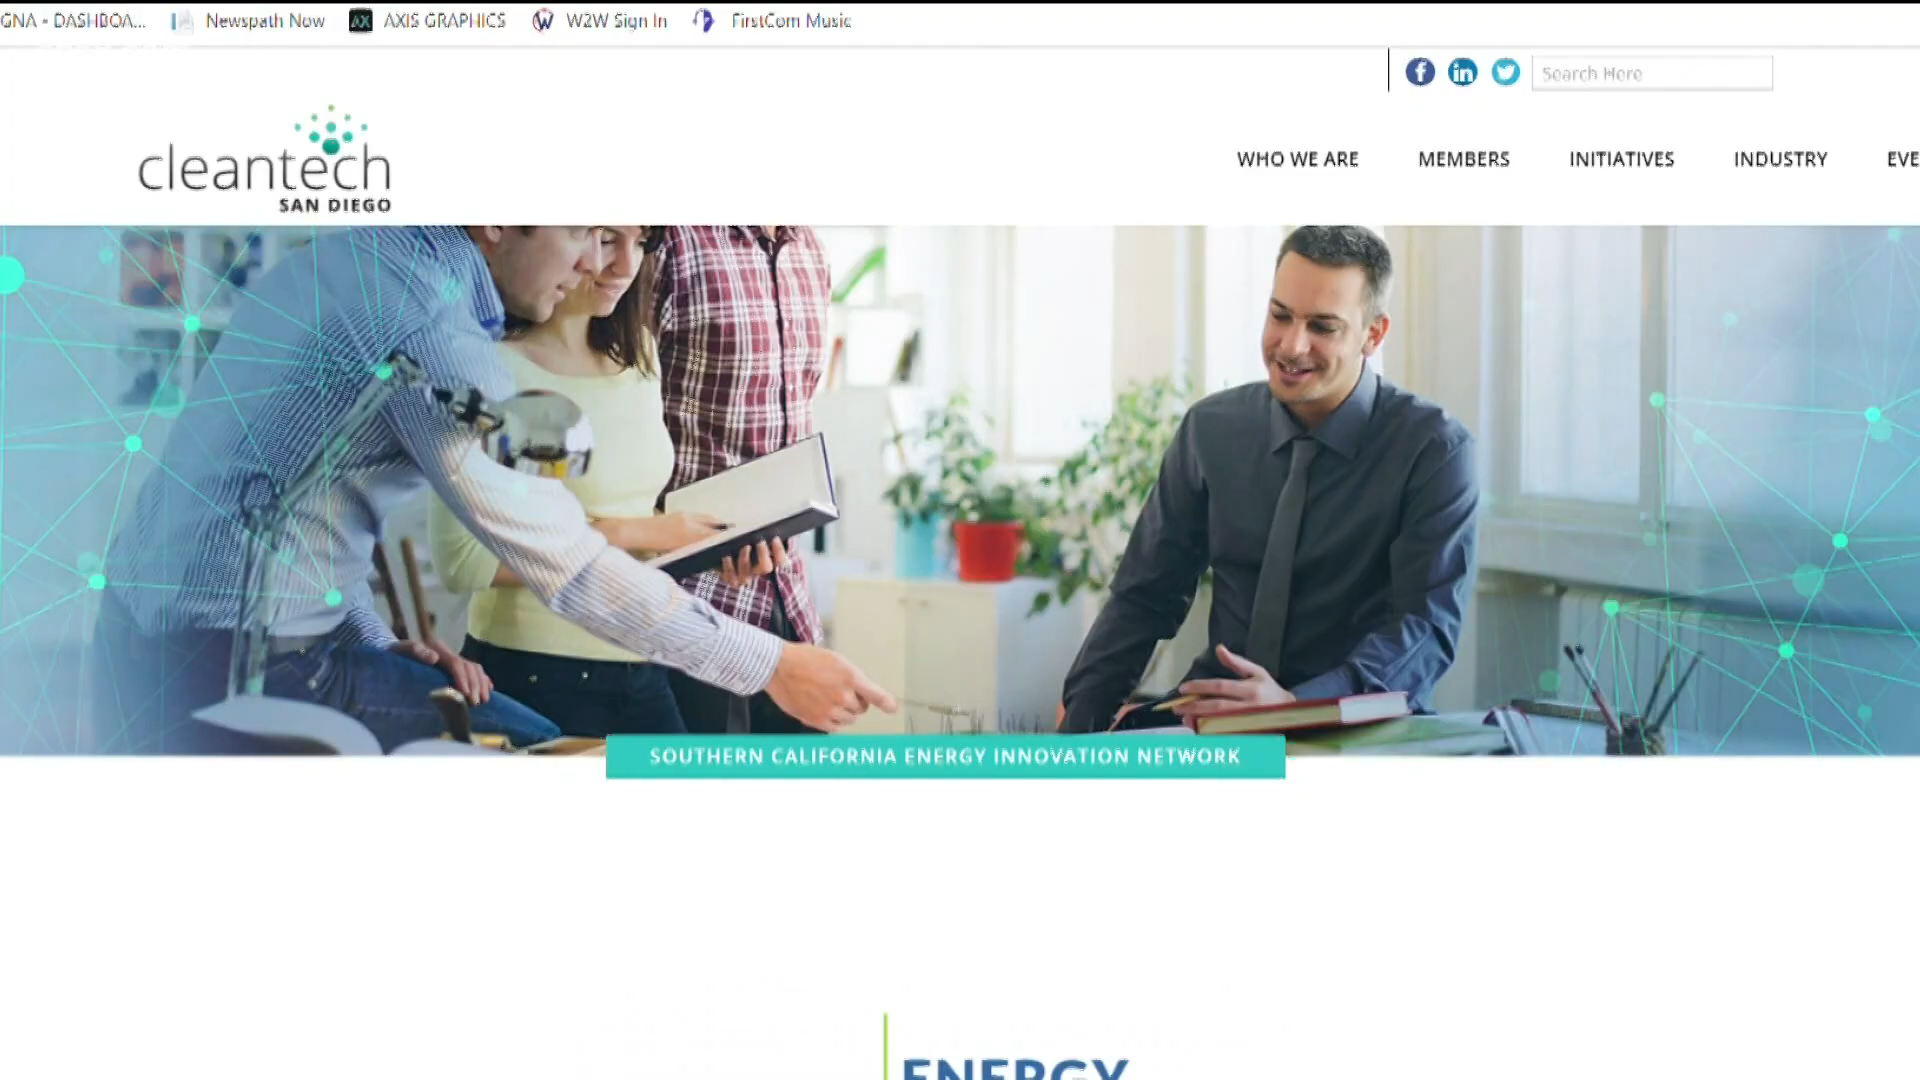 GNA - DASHBOA...
Newspath Now
AXIS GRAPHICS
W2W Sign In
FirstCom Music
Search Here
cleantech
SAN DIEGO
WHO WE ARE
MEMBERS
INITIATIVES
INDUSTRY
EVE
SOUTHERN CALIFORNIA ENERGY INNOVATION NETWORK
ENERGY